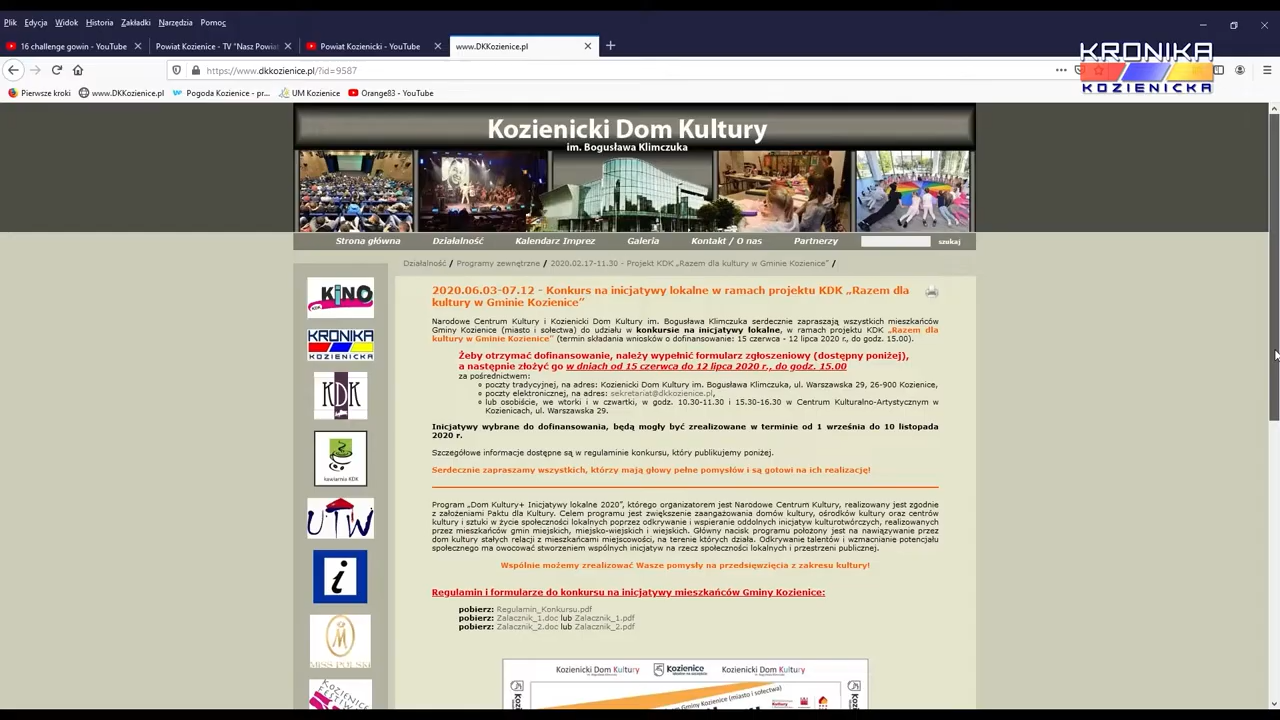 Plik Edycja Widok Historia Zakładki Narzędzia Pomoc
16 challenge gowin - YouTube
Powiat Kozienice - TV "Nasz Powia
Powiat Kozienicki - YouTube
www.DKKozienice.pl
https://www.dkkozienice.pl/?id=9587
KRONIKA
KOZIENICKA
Pierwsze kroki
www.DKKozienice.pl
Pogoda Kozienice - pr...
UM Kozienice
Orange83 - YouTube
Kozienicki Dom Kultury
im. Bogusława Klimczuka
Strona główna Działalność Kalendarz Imprez Galeria Kontakt / O nas Partnerzy szukaj
Działalność / Programy zewnętrzne / 2020.02.17-11.30 - Projekt KDK „Razem dla kultury w Gminie Kozienice” /
KINO
KDK
KRONIKA
KOZIENICKA
KDK
kawiarnia KDK
UTW
i
MISS POLSKI
2020.06.03-07.12 - Konkurs na inicjatywy lokalne w ramach projektu KDK „Razem dla
kultury w Gminie Kozienice”
Narodowe Centrum Kultury i Kozienicki Dom Kultury im. Bogusława Klimczuka serdecznie zapraszają wszystkich mieszkańców
Gminy Kozienice (miasto i sołectwa) do udziału w konkursie na inicjatywy lokalne, w ramach projektu KDK „Razem dla
kultury w Gminie Kozienice” (termin składania wniosków o dofinansowanie: 15 czerwca - 12 lipca 2020 r., do godz. 15.00).
Żeby otrzymać dofinansowanie, należy wypełnić formularz zgłoszeniowy (dostępny poniżej),
a następnie złożyć go w dniach od 15 czerwca do 12 lipca 2020 r., do godz. 15.00
za pośrednictwem:
poczty tradycyjnej, na adres: Kozienicki Dom Kultury im. Bogusława Klimczuka, ul. Warszawska 29, 26-900 Kozienice,
poczty elektronicznej, na adres: sekretariat@dkkozienice.pl,
lub osobiście, we wtorki i w czwartki, w godz. 10.30-11.30 i 15.30-16.30 w Centrum Kulturalno-Artystycznym w
Kozienicach, ul. Warszawska 29.
Inicjatywy wybrane do dofinansowania, będą mogły być zrealizowane w terminie od 1 września do 10 listopada
2020 r.
Szczegółowe informacje dostępne są w regulaminie konkursu, który publikujemy poniżej.
Serdecznie zapraszamy wszystkich, którzy mają głowy pełne pomysłów i są gotowi na ich realizację!
Program „Dom Kultury+ Inicjatywy lokalne 2020”, którego organizatorem jest Narodowe Centrum Kultury, realizowany jest zgodnie
z założeniami Paktu dla Kultury. Celem programu jest zwiększenie zaangażowania domów kultury, ośrodków kultury oraz centrów
kultury i sztuki w życie społeczności lokalnych poprzez odkrywanie i wspieranie oddolnych inicjatyw kulturotwórczych, realizowanych
przez mieszkańców gmin miejskich, miejsko-wiejskich i wiejskich. Główny nacisk programu położony jest na nawiązywanie przez
dom kultury stałych relacji z mieszkańcami miejscowości, na terenie których działa. Odkrywanie talentów i wzmacnianie potencjału
społecznego ma owocować stworzeniem wspólnych inicjatyw na rzecz społeczności lokalnych i przestrzeni publicznej.
Wspólnie możemy zrealizować Wasze pomysły na przedsięwzięcia z zakresu kultury!
Regulamin i formularze do konkursu na inicjatywy mieszkańców Gminy Kozienice:
pobierz: Regulamin_Konkursu.pdf
pobierz: Zalacznik_1.doc lub Zalacznik_1.pdf
pobierz: Zalacznik_2.doc lub Zalacznik_2.pdf
Kozienicki Dom Kultury Kozienice Kozienicki Dom Kultury
Gminy Kozienice (miasto i sołectwa)